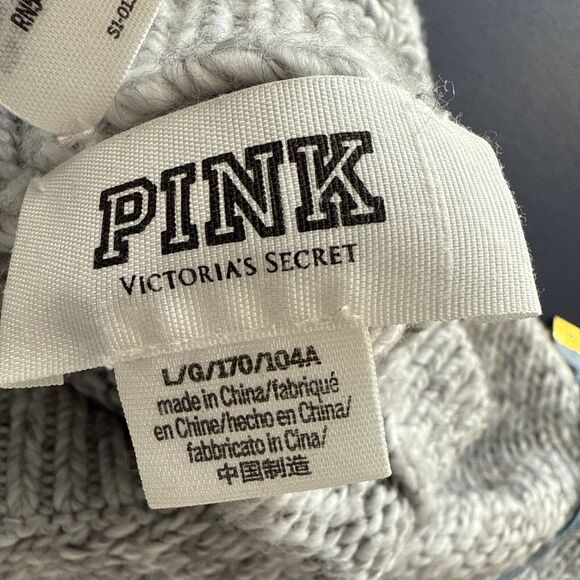 PINK
VICTORIA'S SECRET
L/G/170/104A
made in China/fabriqué
en Chine/hecho en China/
fabbricato in Cina/
中国制造